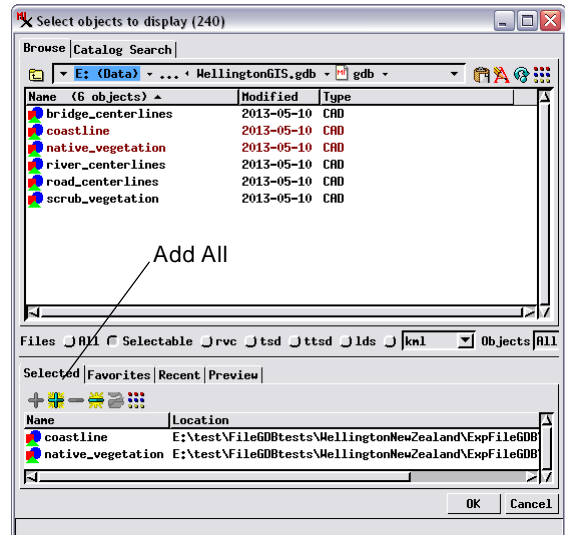 Select objects to display (240)
Browse Catalog Search
E: (Data) ... WellingtonGIS.gdb gdb
Name (6 objects) Modified Type
bridge_centerlines 2013-05-10 CAD
coastline 2013-05-10 CAD
native_vegetation 2013-05-10 CAD
river_centerlines 2013-05-10 CAD
road_centerlines 2013-05-10 CAD
scrub_vegetation 2013-05-10 CAD
Add All
Files All Selectable rvc tsd ttsd lds kml Objects All
Selected Favorites Recent Preview
Name Location
coastline E:\test\FileGDBtests\WellingtonNewZealand\ExpFileGDB
native_vegetation E:\test\FileGDBtests\WellingtonNewZealand\ExpFileGDB
OK Cancel